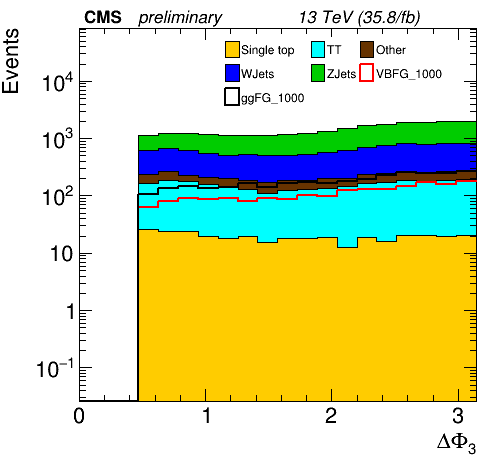 CMS preliminary 13 TeV (35.8/fb)
Events
Single top TT Other
WJets ZJets VBFG_1000
ggFG_1000
10⁴
10³
10²
10
1
10⁻¹
0 1 2 3
ΔΦ₃